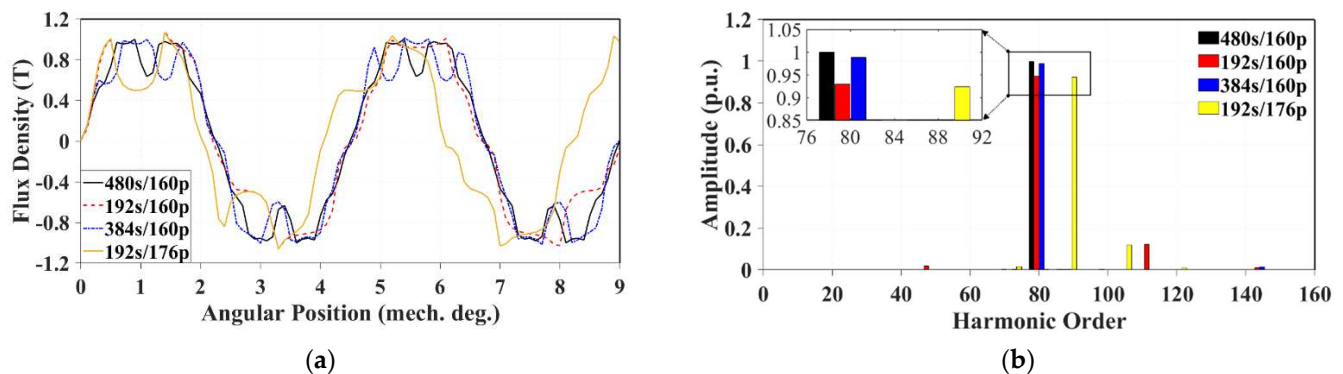 1.2
0.8
0.4
0
-0.4
-0.8
-1.2
Flux Density (T)
480s/160p
192s/160p
384s/160p
192s/176p
0 1 2 3 4 5 6 7 8 9
Angular Position (mech. deg.)
(a)
1.2
1
0.8
0.6
0.4
0.2
0
Amplitude (p.u.)
1.05
1
0.95
0.9
0.85
76 80 84 88 92
480s/160p
192s/160p
384s/160p
192s/176p
0 20 40 60 80 100 120 140 160
Harmonic Order
(b)